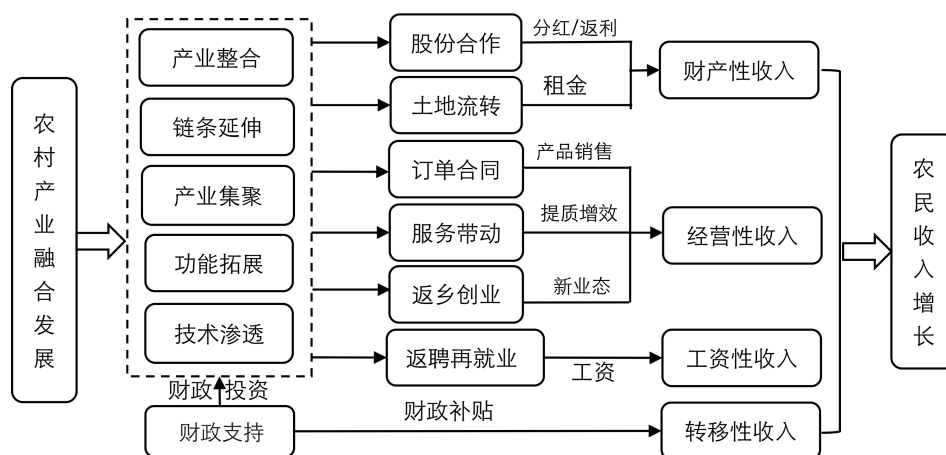 农村产业融合发展
产业整合
链条延伸
产业集聚
功能拓展
技术渗透
财政 投资
财政支持
股份合作
土地流转
订单合同
服务带动
返乡创业
返聘再就业
分红/返利
租金
产品销售
提质增效
新业态
工资
财政补贴
财产性收入
经营性收入
工资性收入
转移性收入
农民收入增长